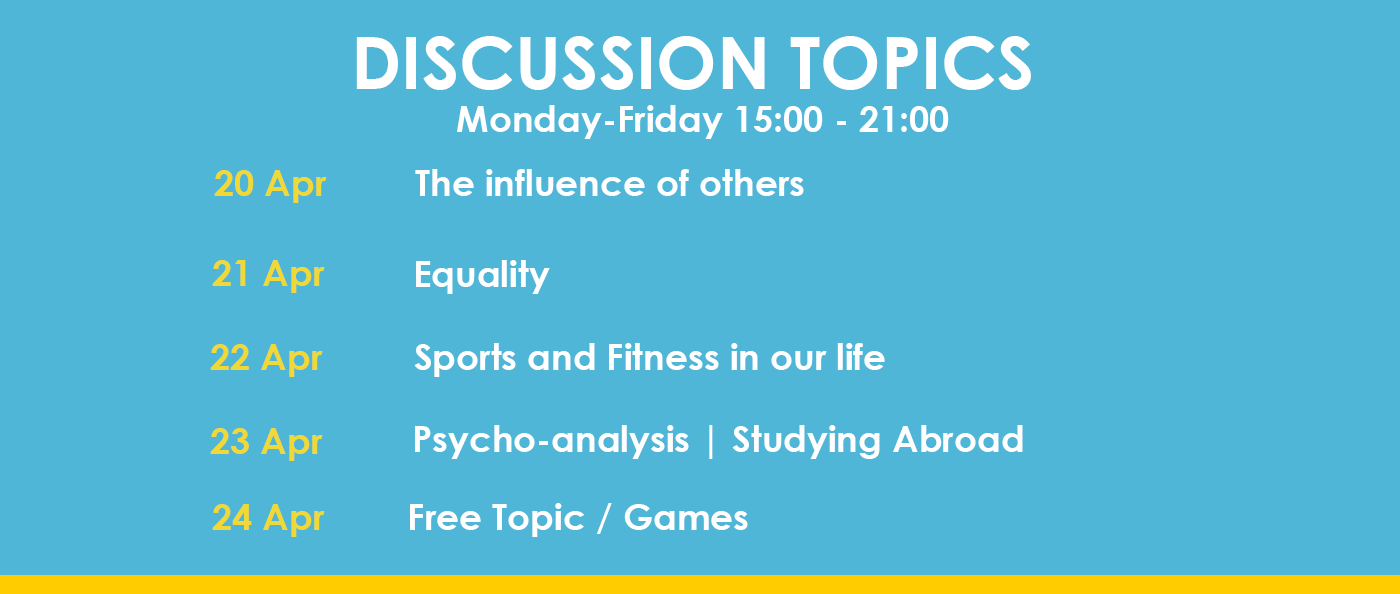 DISCUSSION TOPICS
Monday-Friday 15:00 - 21:00
20 Apr The influence of others
21 Apr Equality
22 Apr Sports and Fitness in our life
23 Apr Psycho-analysis | Studying Abroad
24 Apr Free Topic / Games